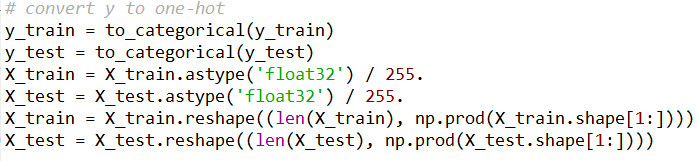 # convert y to one-hot
y_train = to_categorical(y_train)
y_test = to_categorical(y_test)
X_train = X_train.astype('float32') / 255.
X_test = X_test.astype('float32') / 255.
X_train = X_train.reshape((len(X_train), np.prod(X_train.shape[1:])))
X_test = X_test.reshape((len(X_test), np.prod(X_test.shape[1:])))